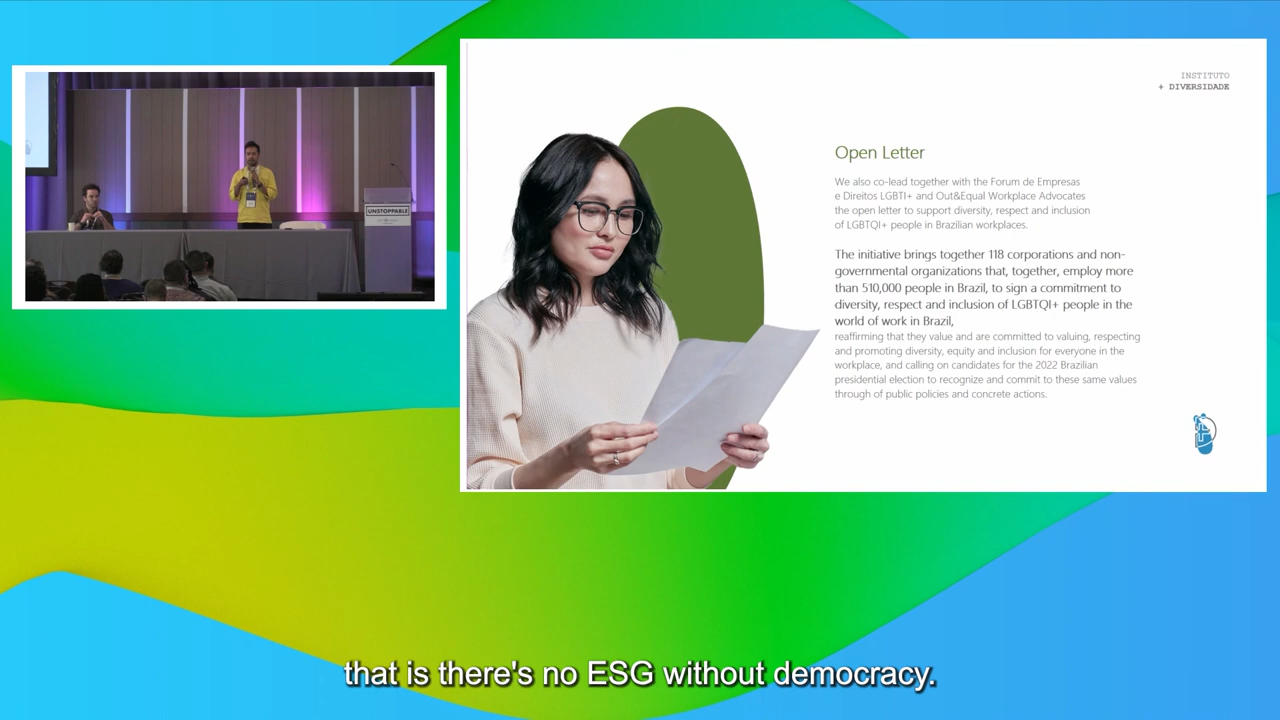 UNSTOPPABLE
INSTITUTO
+ DIVERSIDADE
Open Letter
We also co-lead together with the Forum de Empresas
e Direitos LGBTI+ and Out&Equal Workplace Advocates
the open letter to support diversity, respect and inclusion
of LGBTQI+ people in Brazilian workplaces.
The initiative brings together 118 corporations and non-
governmental organizations that, together, employ more
than 510,000 people in Brazil, to sign a commitment to
diversity, respect and inclusion of LGBTQI+ people in the
world of work in Brazil,
reaffirming that they value and are committed to valuing, respecting
and promoting diversity, equity and inclusion for everyone in the
workplace, and calling on candidates for the 2022 Brazilian
presidential election to recognize and commit to these same values
through of public policies and concrete actions.
that is there's no ESG without democracy.